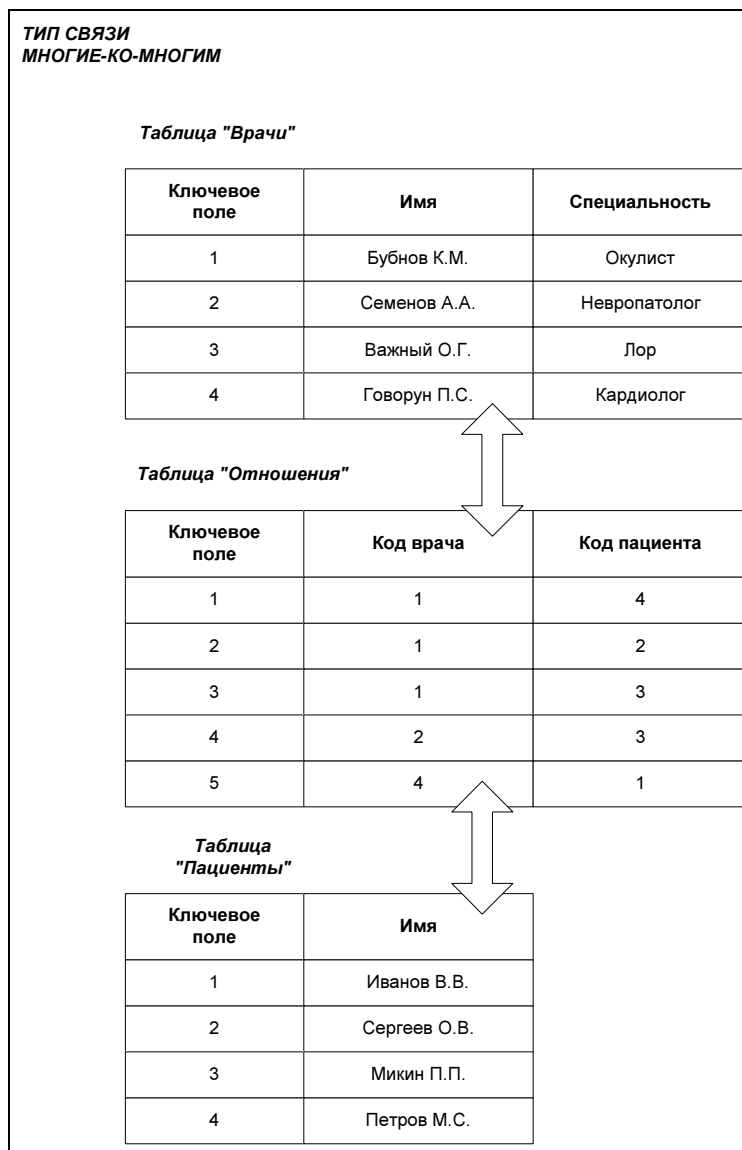 ТИП СВЯЗИ
МНОГИЕ-КО-МНОГИМ
Таблица "Врачи"
Ключевое поле Имя Специальность
1 Бубнов К.М. Окулист
2 Семенов А.А. Невропатолог
3 Важный О.Г. Лор
4 Говорун П.С. Кардиолог
Таблица "Отношения"
Ключевое поле Код врача Код пациента
1 1 4
2 1 2
3 1 3
4 2 3
5 4 1
Таблица
"Пациенты"
Ключевое поле Имя
1 Иванов В.В.
2 Сергеев О.В.
3 Микин П.П.
4 Петров М.С.